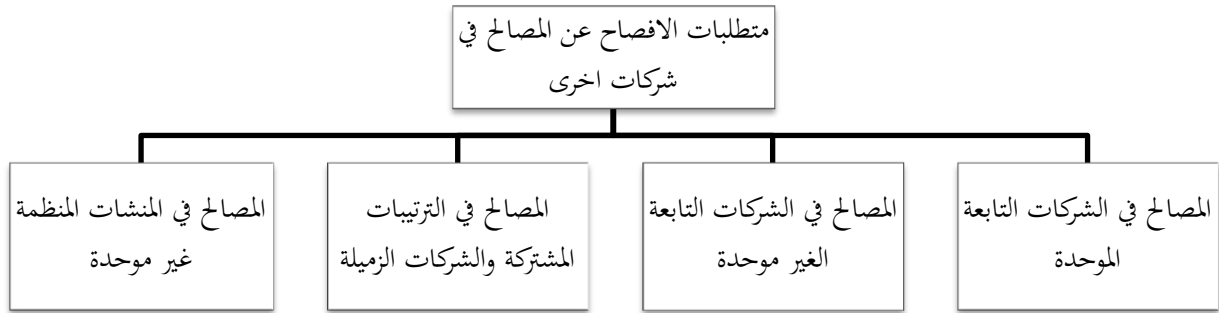 متطلبات الافصاح عن المصالح في
شركات اخرى
المصالح في الشركات التابعة
الموحدة
المصالح في الشركات التابعة
الغير موحدة
المصالح في الترتيبات
المشتركة والشركات الزميلة
المصالح في المنشات المنظمة
غير موحدة